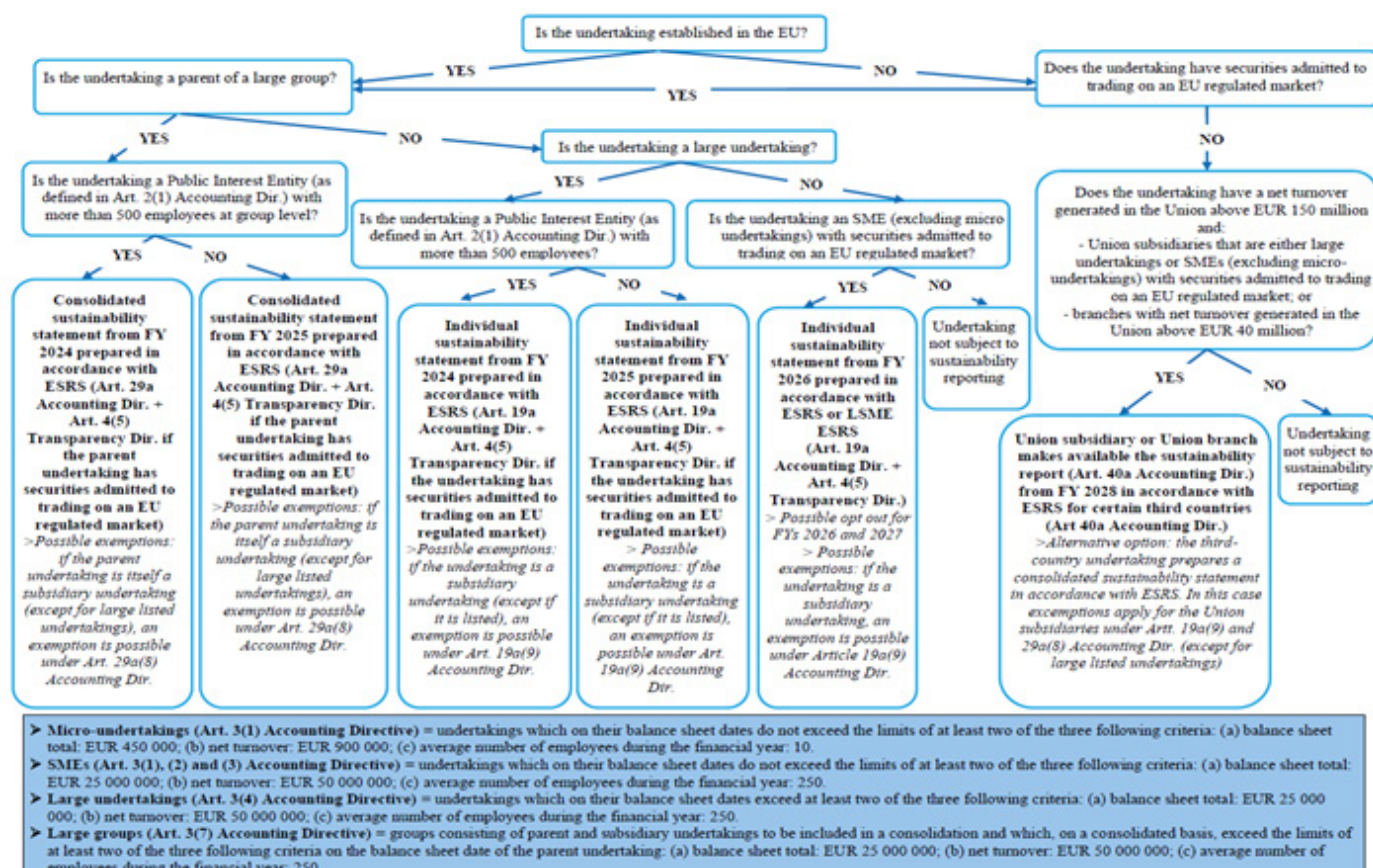 Is the undertaking established in the EU?
YES
NO
Is the undertaking a parent of a large group?
YES
Does the undertaking have securities admitted to
trading on an EU regulated market?
YES
NO
NO
Is the undertaking a large undertaking?
Is the undertaking a Public Interest Entity (as
defined in Art. 2(1) Accounting Dir.) with
more than 500 employees at group level?
YES
NO
Is the undertaking a Public Interest Entity (as
defined in Art. 2(1) Accounting Dir.) with
more than 500 employees?
Is the undertaking an SME (excluding micro
undertakings) with securities admitted to
trading on an EU regulated market?
Does the undertaking have a net turnover
generated in the Union above EUR 150 million
and:
- Union subsidiaries that are either large
undertakings or SMEs (excluding micro-
undertakings) with securities admitted to trading
on an EU regulated market; or
- branches with net turnover generated in the
Union above EUR 40 million?
YES
NO
YES
NO
YES
NO
YES
NO
Consolidated
sustainability
statement from FY
2024 prepared in
accordance with
ESRS (Art. 29a
Accounting Dir. +
Art. 4(5)
Transparency Dir. if
the parent
undertaking has
securities admitted to
trading on an EU
regulated market)
>Possible exemptions:
if the parent
undertaking is itself a
subsidiary undertaking
(except for large listed
undertakings), an
exemption is possible
under Art. 29a(8)
Accounting Dir.
Consolidated
sustainability statement
from FY 2025 prepared
in accordance with
ESRS (Art. 29a
Accounting Dir. + Art.
4(5) Transparency Dir.
if the parent
undertaking has
securities admitted to
trading on an EU
regulated market)
>Possible exemptions: if
the parent undertaking is
itself a subsidiary
undertaking (except for
large listed
undertakings), an
exemption is possible
under Art. 29a(8)
Accounting Dir.
Individual
sustainability
statement from FY
2024 prepared in
accordance with
ESRS (Art. 19a
Accounting Dir. +
Art. 4(5)
Transparency Dir. if
the undertaking has
securities admitted to
trading on an EU
regulated market)
>Possible exemptions:
if the undertaking is a
subsidiary
undertaking (except if
it is listed), an
exemption is possible
under Art. 19a(9)
Accounting Dir.
Individual
sustainability
statement from FY
2025 prepared in
accordance with
ESRS (Art. 19a
Accounting Dir. +
Art. 4(5)
Transparency Dir. if
the undertaking has
securities admitted to
trading on an EU
regulated market)
> Possible
exemptions: if the
undertaking is a
subsidiary undertaking
(except if it is listed),
an exemption is
possible under Art.
19a(9) Accounting
Dir.
Individual
sustainability
statement from FY
2026 prepared in
accordance with
ESRS or LSME
ESRS
(Art. 19a
Accounting Dir. +
Art. 4(5)
Transparency Dir.)
> Possible opt out for
FYs 2026 and 2027
> Possible
exemptions: if the
undertaking is a
subsidiary
undertaking, an
exemption is possible
under Article 19a(9)
Accounting Dir.
Undertaking
not subject to
sustainability
reporting
Union subsidiary or Union branch
makes available the sustainability
report (Art. 40a Accounting Dir.)
from FY 2028 in accordance with
ESRS for certain third countries
(Art 40a Accounting Dir.)
>Alternative option: the third-
country undertaking prepares a
consolidated sustainability statement
in accordance with ESRS. In this case
excemptions apply for the Union
subsidiaries under Artt. 19a(9) and
29a(8) Accounting Dir. (except for
large listed undertakings)
Undertaking
not subject to
sustainability
reporting
➤ Micro-undertakings (Art. 3(1) Accounting Directive) = undertakings which on their balance sheet dates do not exceed the limits of at least two of the three following criteria: (a) balance sheet
total: EUR 450 000; (b) net turnover: EUR 900 000; (c) average number of employees during the financial year: 10.
➤ SMEs (Art. 3(1), (2) and (3) Accounting Directive) = undertakings which on their balance sheet dates do not exceed the limits of at least two of the three following criteria: (a) balance sheet total:
EUR 25 000 000; (b) net turnover: EUR 50 000 000; (c) average number of employees during the financial year: 250.
➤ Large undertakings (Art. 3(4) Accounting Directive) = undertakings which on their balance sheet dates exceed at least two of the three following criteria: (a) balance sheet total: EUR 25 000
000; (b) net turnover: EUR 50 000 000; (c) average number of employees during the financial year: 250.
➤ Large groups (Art. 3(7) Accounting Directive) = groups consisting of parent and subsidiary undertakings to be included in a consolidation and which, on a consolidated basis, exceed the limits of
at least two of the three following criteria on the balance sheet date of the parent undertaking: (a) balance sheet total: EUR 25 000 000; (b) net turnover: EUR 50 000 000; (c) average number of
employees during the financial year: 250.